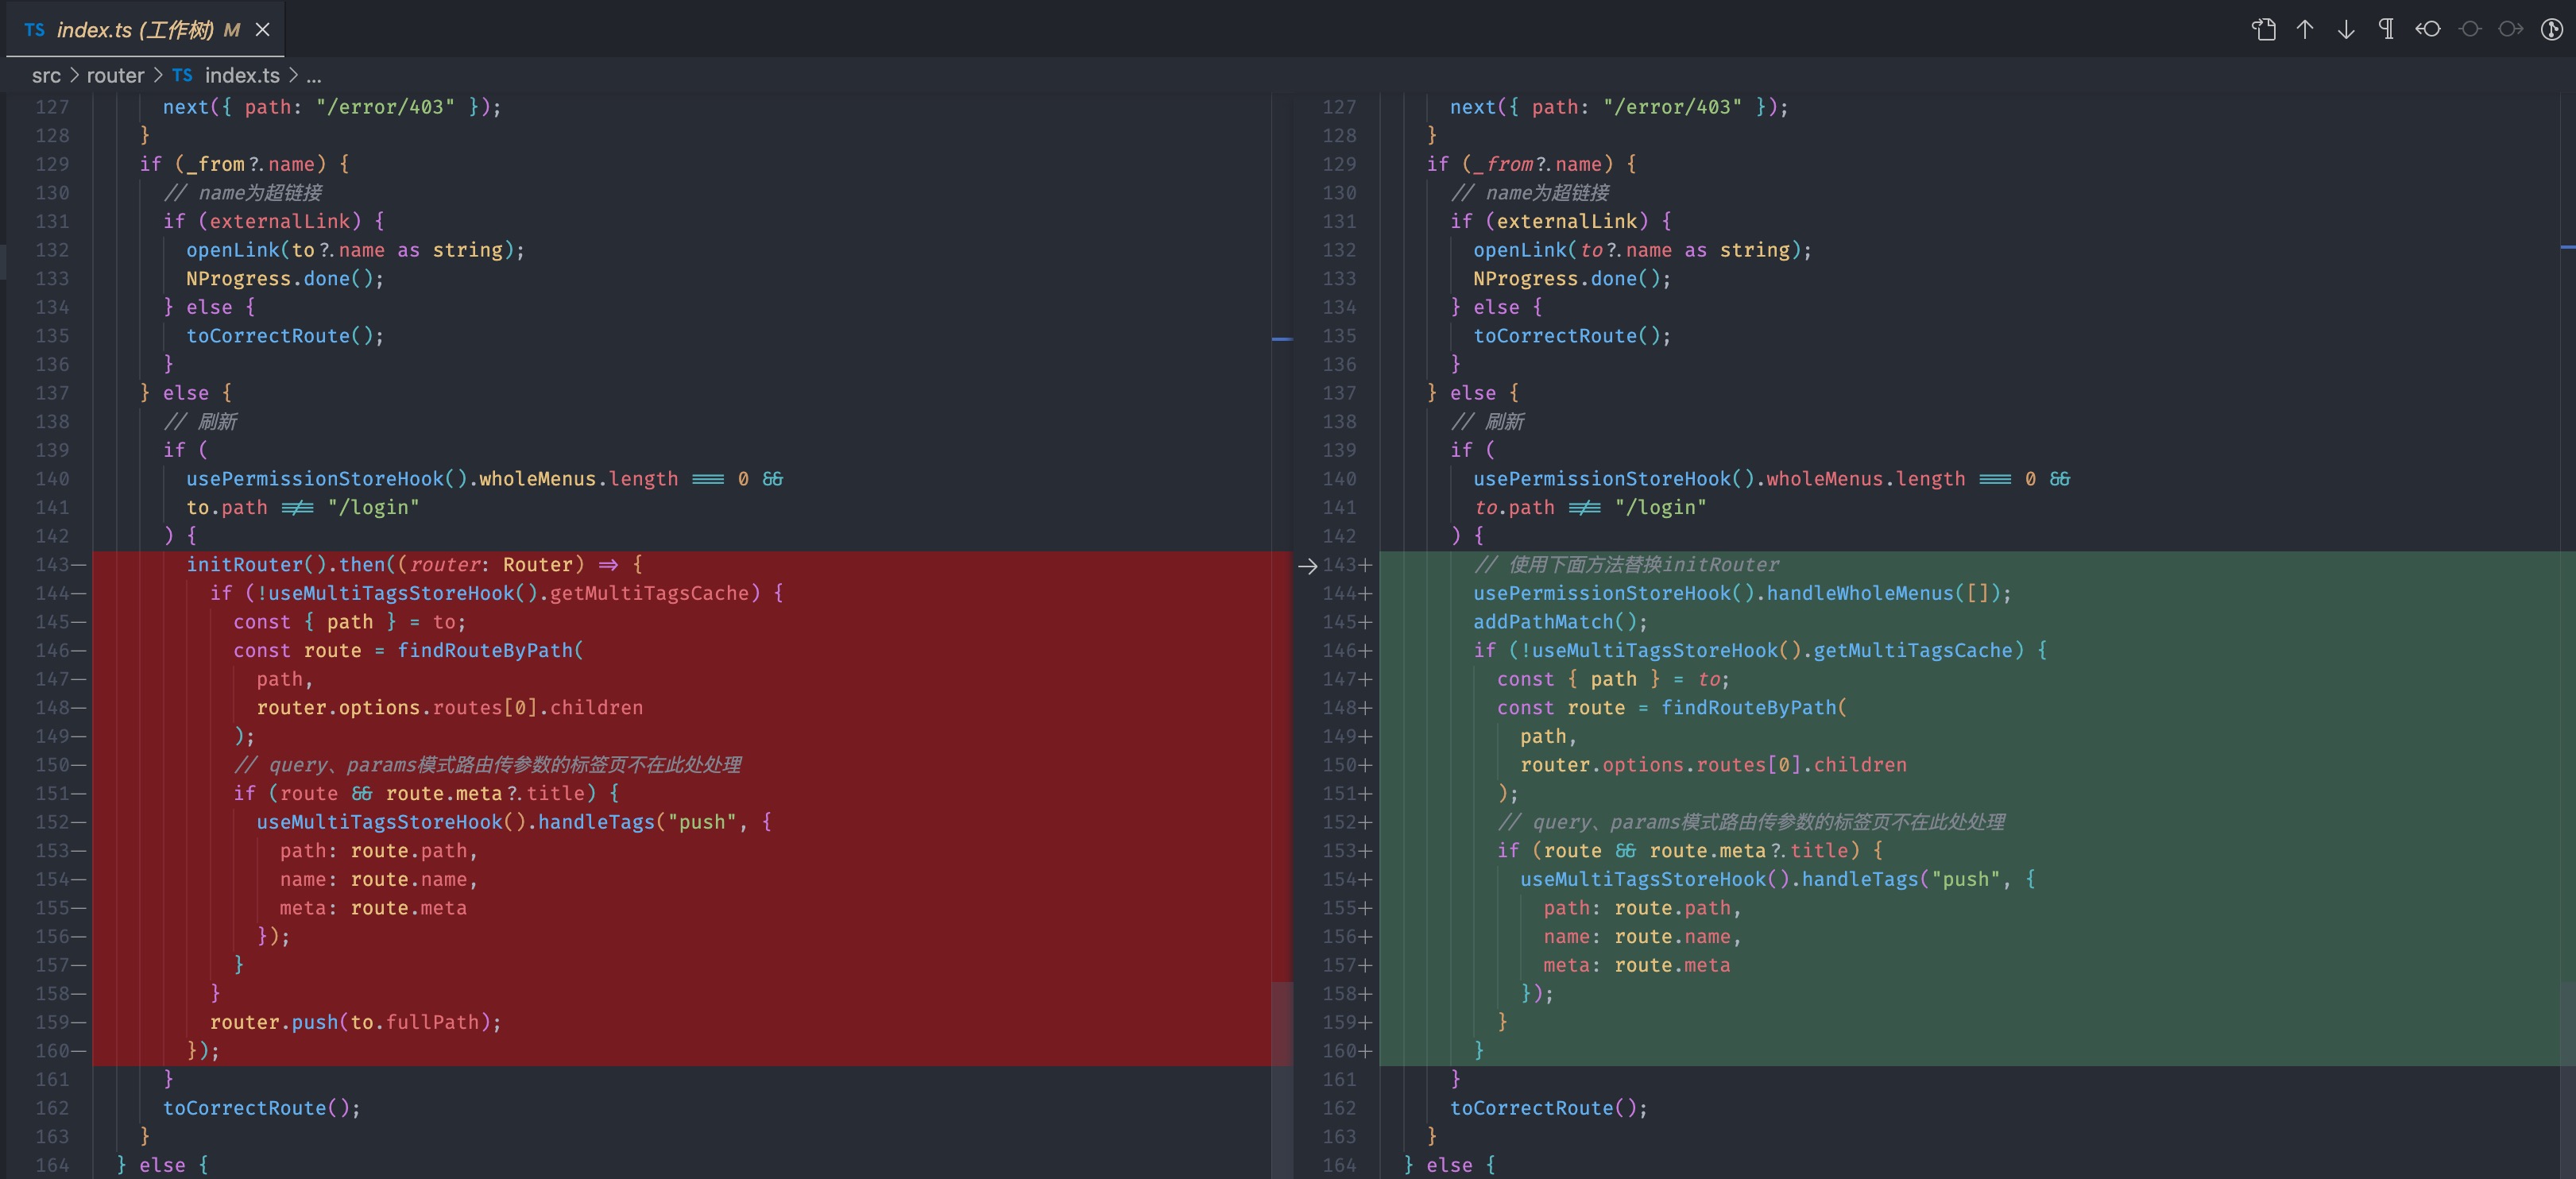 TS index.ts (工作树) M
src > router > TS index.ts > ...
127 next({ path: "/error/403" });
128 }
129 if (_from?.name) {
130 // name为超链接
131 if (externalLink) {
132 openLink(to?.name as string);
133 NProgress.done();
134 } else {
135 toCorrectRoute();
136 }
137 } else {
138 // 刷新
139 if (
140 usePermissionStoreHook().wholeMenus.length === 0 &&
141 to.path !== "/login"
142 ) {
143— initRouter().then((router: Router) => {
144— if (!useMultiTagsStoreHook().getMultiTagsCache) {
145— const { path } = to;
146— const route = findRouteByPath(
147— path,
148— router.options.routes[0].children
149— );
150— // query、params模式路由传参数的标签页不在此处处理
151— if (route && route.meta?.title) {
152— useMultiTagsStoreHook().handleTags("push", {
153— path: route.path,
154— name: route.name,
155— meta: route.meta
156— });
157— }
158— }
159— router.push(to.fullPath);
160— });
161 }
162 toCorrectRoute();
163 }
164 } else {
127 next({ path: "/error/403" });
128 }
129 if (_from?.name) {
130 // name为超链接
131 if (externalLink) {
132 openLink(to?.name as string);
133 NProgress.done();
134 } else {
135 toCorrectRoute();
136 }
137 } else {
138 // 刷新
139 if (
140 usePermissionStoreHook().wholeMenus.length === 0 &&
141 to.path !== "/login"
142 ) {
143+ // 使用下面方法替换initRouter
144+ usePermissionStoreHook().handleWholeMenus([]);
145+ addPathMatch();
146+ if (!useMultiTagsStoreHook().getMultiTagsCache) {
147+ const { path } = to;
148+ const route = findRouteByPath(
149+ path,
150+ router.options.routes[0].children
151+ );
152+ // query、params模式路由传参数的标签页不在此处处理
153+ if (route && route.meta?.title) {
154+ useMultiTagsStoreHook().handleTags("push", {
155+ path: route.path,
156+ name: route.name,
157+ meta: route.meta
158+ });
159+ }
160+ }
161 }
162 toCorrectRoute();
163 }
164 } else {